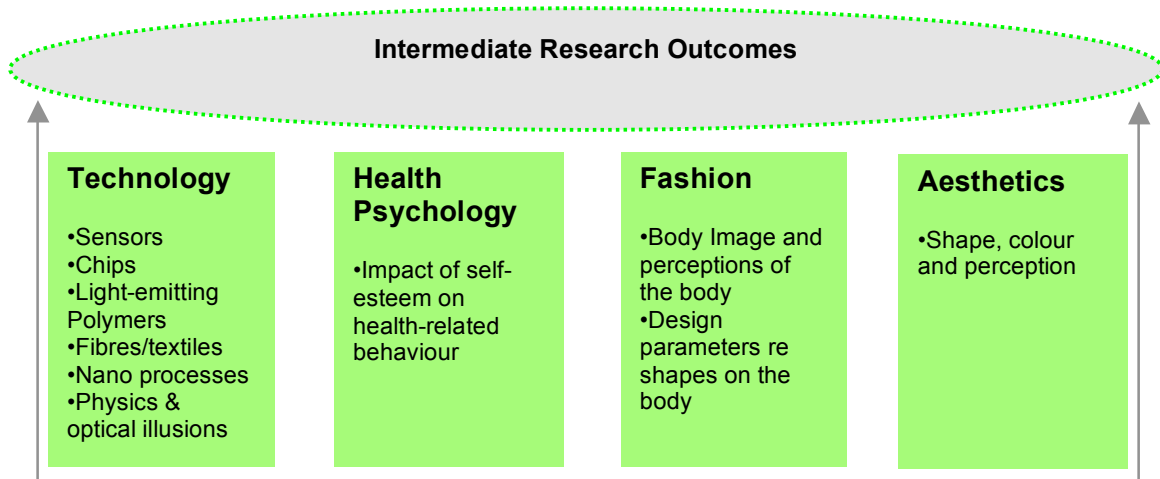 Intermediate Research Outcomes
Technology
•Sensors
•Chips
•Light-emitting
Polymers
•Fibres/textiles
•Nano processes
•Physics &
optical illusions
Health
Psychology
•Impact of self-
esteem on
health-related
behaviour
Fashion
•Body Image and
perceptions of
the body
•Design
parameters re
shapes on the
body
Aesthetics
•Shape, colour
and perception